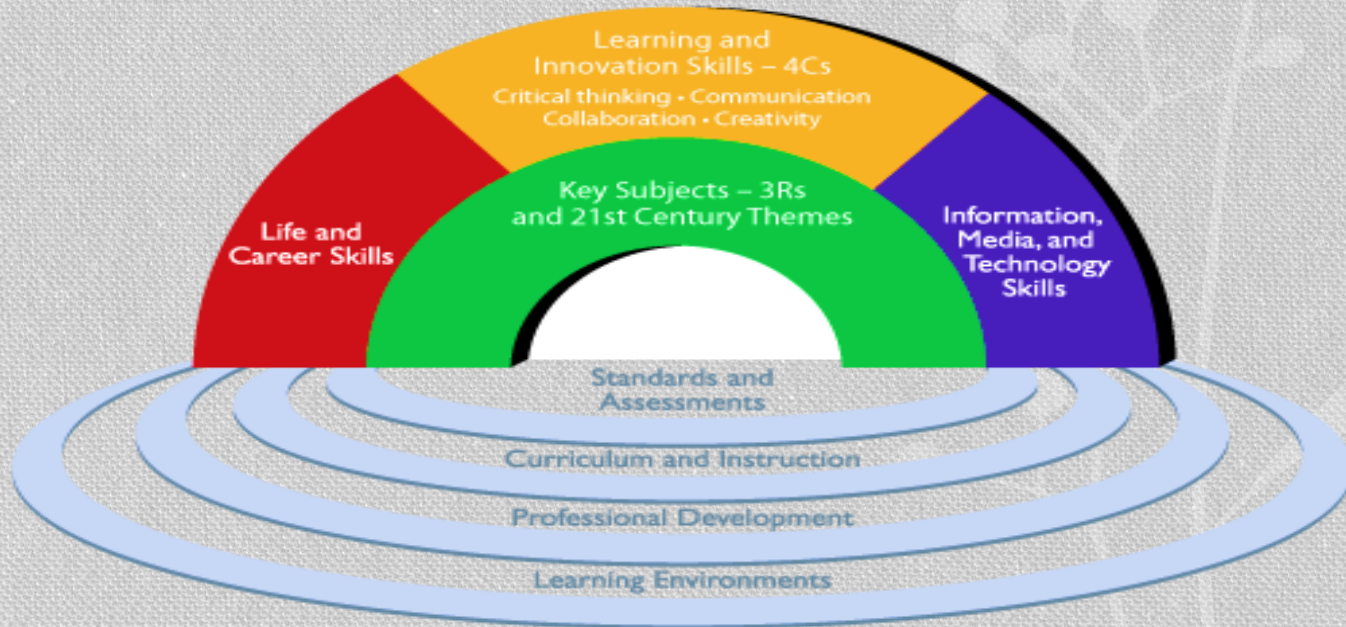 Learning and
Innovation Skills – 4Cs
Critical thinking • Communication
Collaboration • Creativity
Key Subjects – 3Rs
and 21st Century Themes
Life and
Career Skills
Information,
Media, and
Technology
Skills
Standards and
Assessments
Curriculum and Instruction
Professional Development
Learning Environments